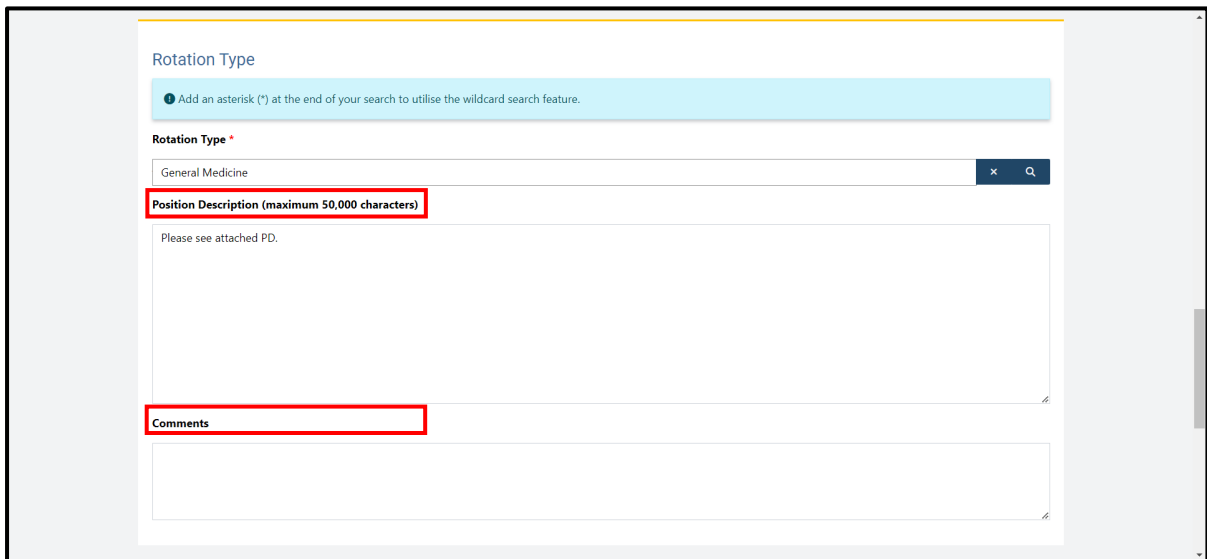 Rotation Type
Add an asterisk (*) at the end of your search to utilise the wildcard search feature.
Rotation Type *
General Medicine
Position Description (maximum 50,000 characters)
Please see attached PD.
Comments